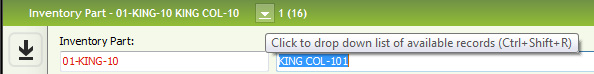 Inventory Part - 01-KING-10 KING COL-10 1 (16)
Click to drop down list of available records (Ctrl+Shift+R)
Inventory Part:
01-KING-10 KING COL-101